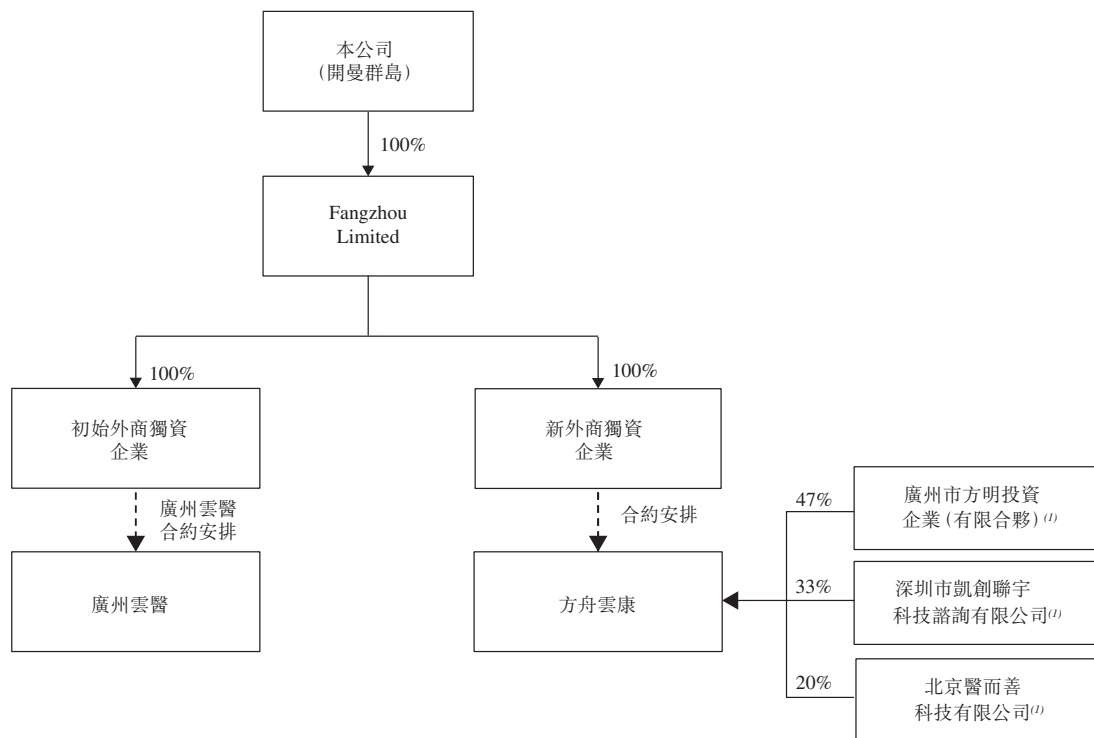 本公司
(開曼群島)
100%
Fangzhou
Limited
100%
100%
初始外商獨資
企業
新外商獨資
企業
廣州雲醫
合約安排
合約安排
廣州雲醫
方舟雲康
47%
廣州市方明投資
企業(有限合夥)(1)
33%
深圳市凱創聯宇
科技諮詢有限公司(1)
20%
北京醫而善
科技有限公司(1)